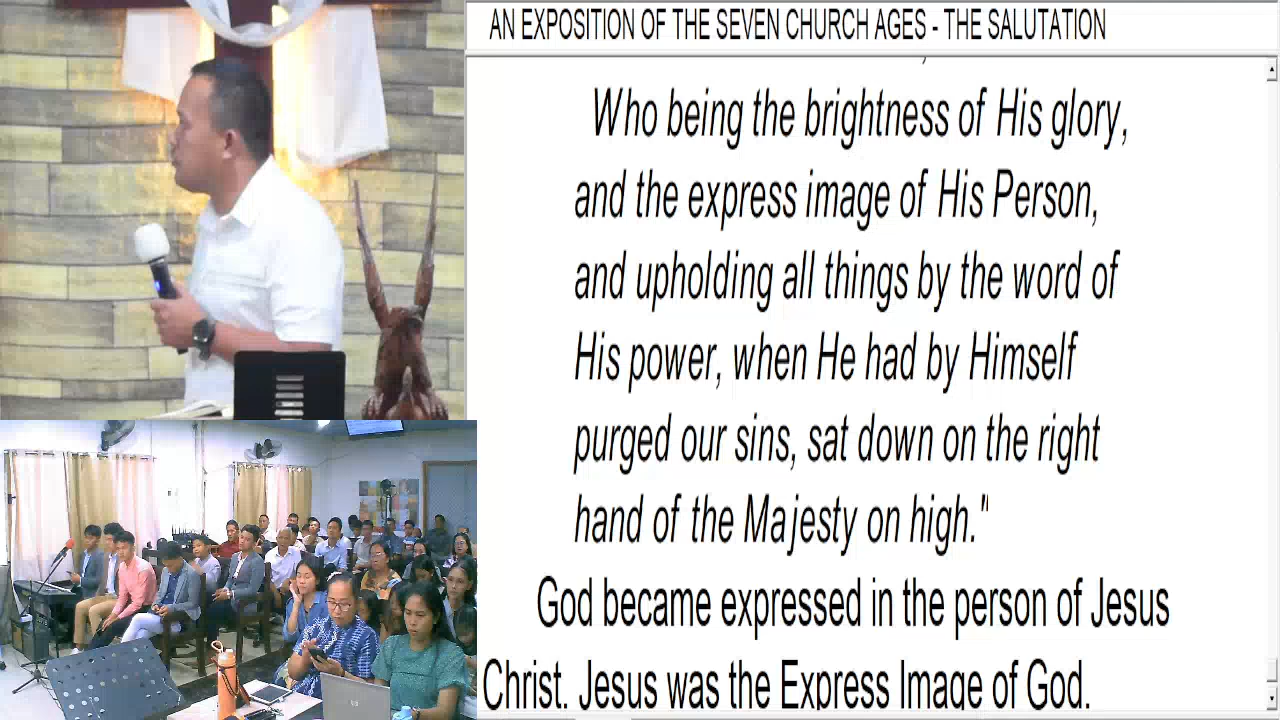 AN EXPOSITION OF THE SEVEN CHURCH AGES - THE SALUTATION
Who being the brightness of His glory,
and the express image of His Person,
and upholding all things by the word of
His power, when He had by Himself
purged our sins, sat down on the right
hand of the Majesty on high."
God became expressed in the person of Jesus
Christ. Jesus was the Express Image of God.